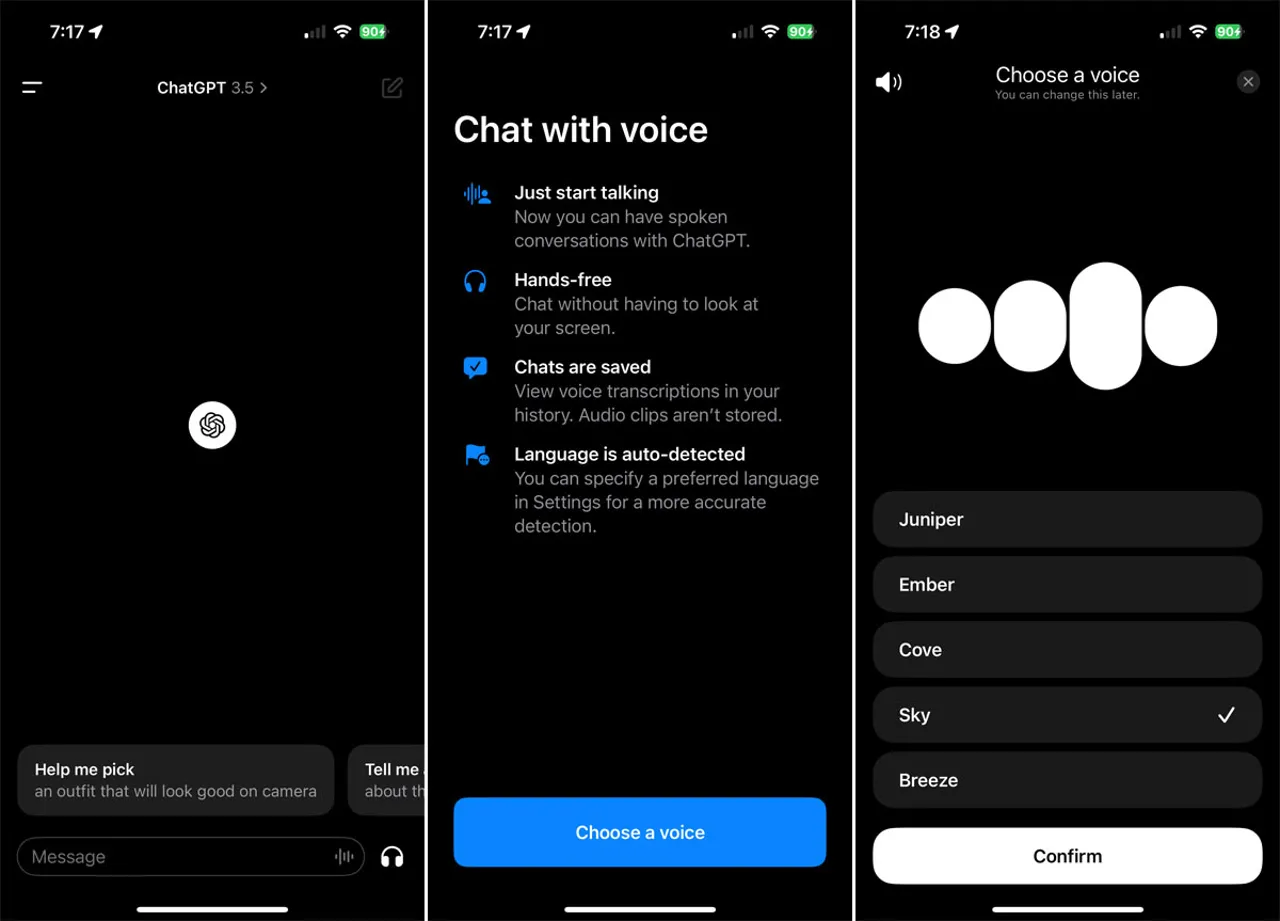 7:17
90
ChatGPT 3.5
Help me pick
an outfit that will look good on camera
Tell me
about th
Message
7:17
90
Chat with voice
Just start talking
Now you can have spoken
conversations with ChatGPT.
Hands-free
Chat without having to look at
your screen.
Chats are saved
View voice transcriptions in your
history. Audio clips aren’t stored.
Language is auto-detected
You can specify a preferred language
in Settings for a more accurate
detection.
Choose a voice
7:18
90
Choose a voice
You can change this later.
Juniper
Ember
Cove
Sky
Breeze
Confirm